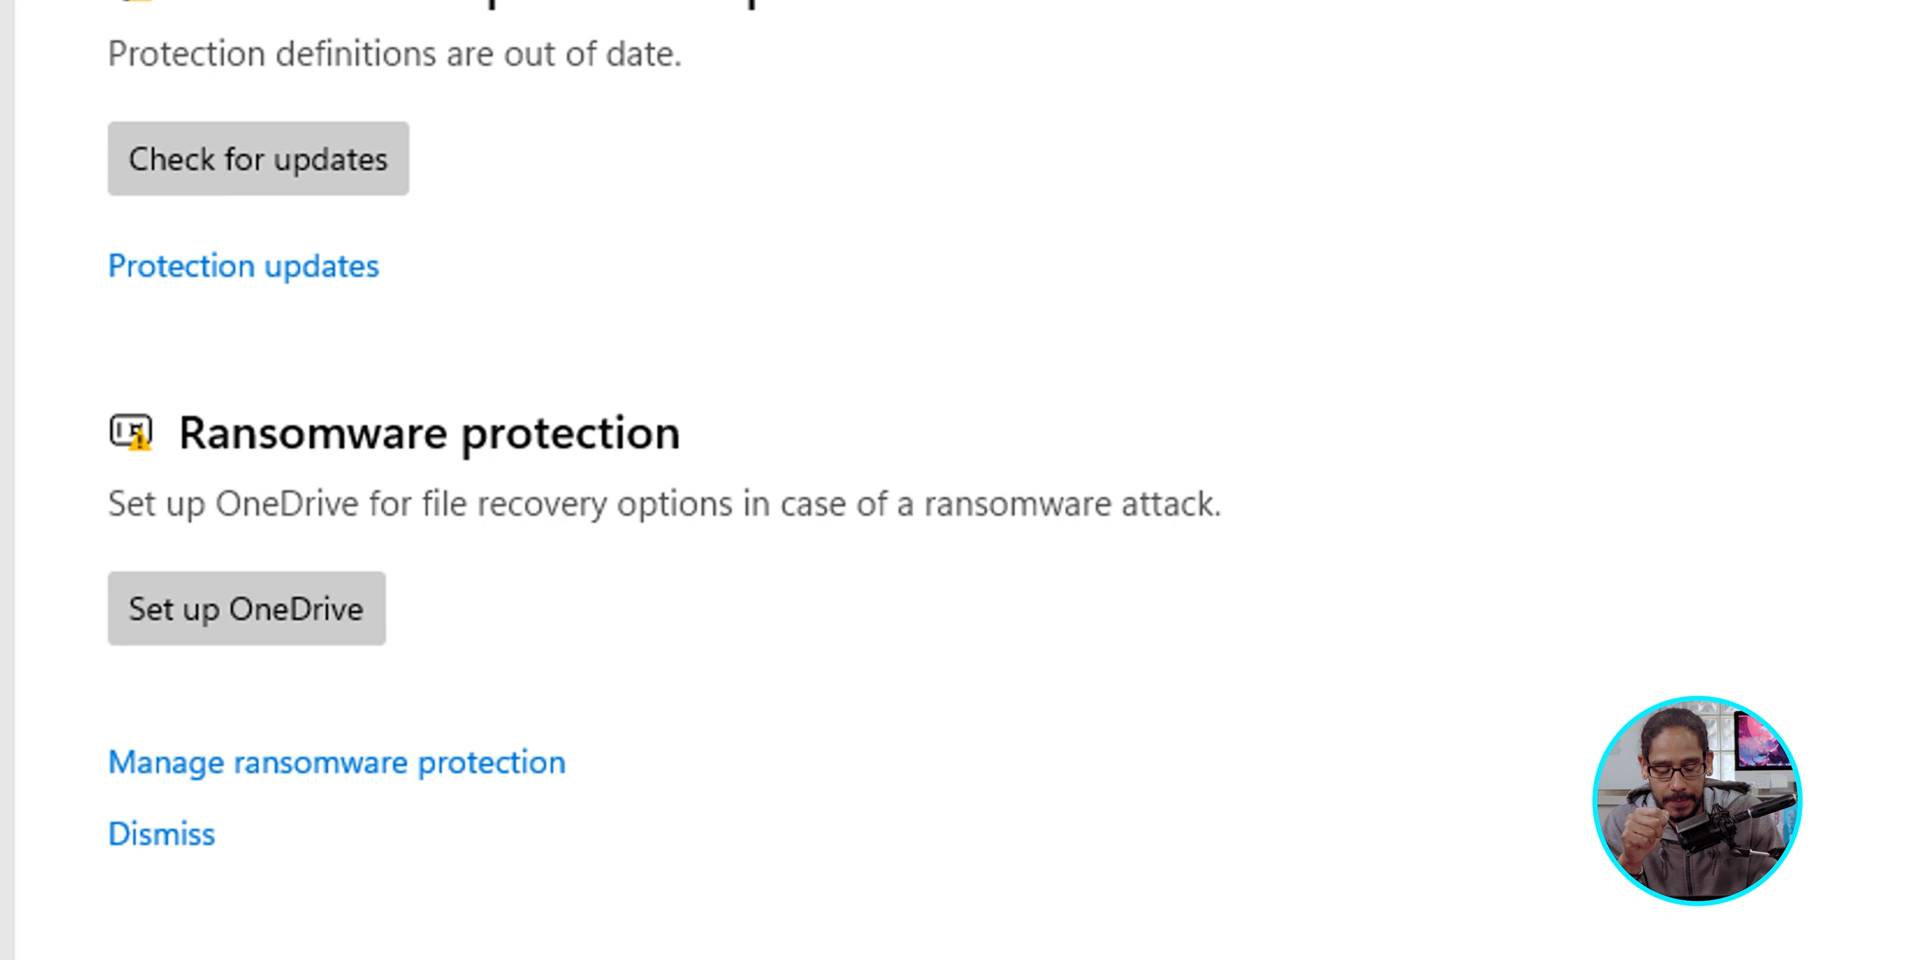 Protection definitions are out of date.
Check for updates
Protection updates
Ransomware protection
Set up OneDrive for file recovery options in case of a ransomware attack.
Set up OneDrive
Manage ransomware protection
Dismiss